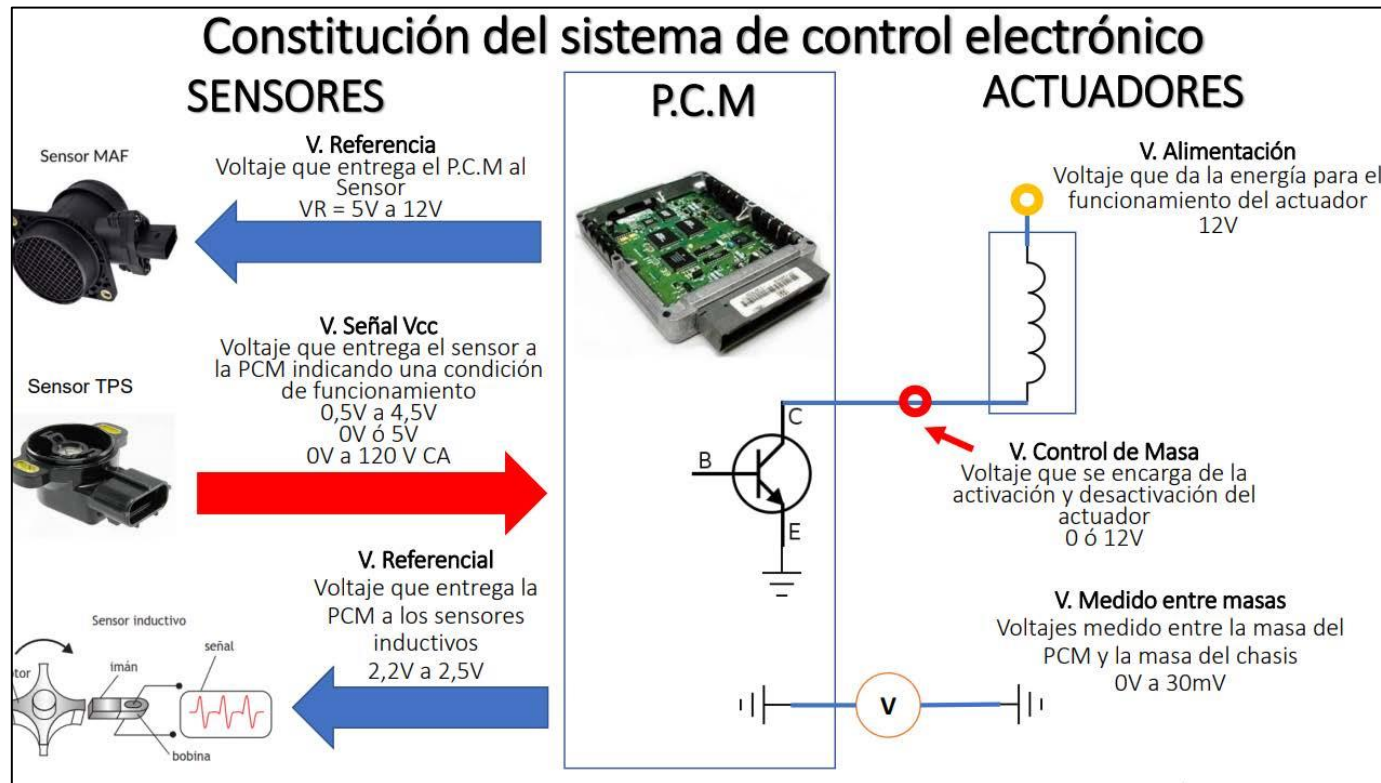 Constitución del sistema de control electrónico
SENSORES
P.C.M
ACTUADORES
Sensor MAF
V. Referencia
Voltaje que entrega el P.C.M al
Sensor
VR = 5V a 12V
V. Alimentación
Voltaje que da la energía para el
funcionamiento del actuador
12V
Sensor TPS
V. Señal Vcc
Voltaje que entrega el sensor a
la PCM indicando una condición
de funcionamiento
0,5V a 4,5V
0V ó 5V
0V a 120 V CA
C
B
E
V. Control de Masa
Voltaje que se encarga de la
activación y desactivación del
actuador
0 ó 12V
V. Referencial
Voltaje que entrega la
PCM a los sensores
inductivos
2,2V a 2,5V
Sensor inductivo
señal
imán
otor
bobina
V. Medido entre masas
Voltajes medido entre la masa del
PCM y la masa del chasis
0V a 30mV
V